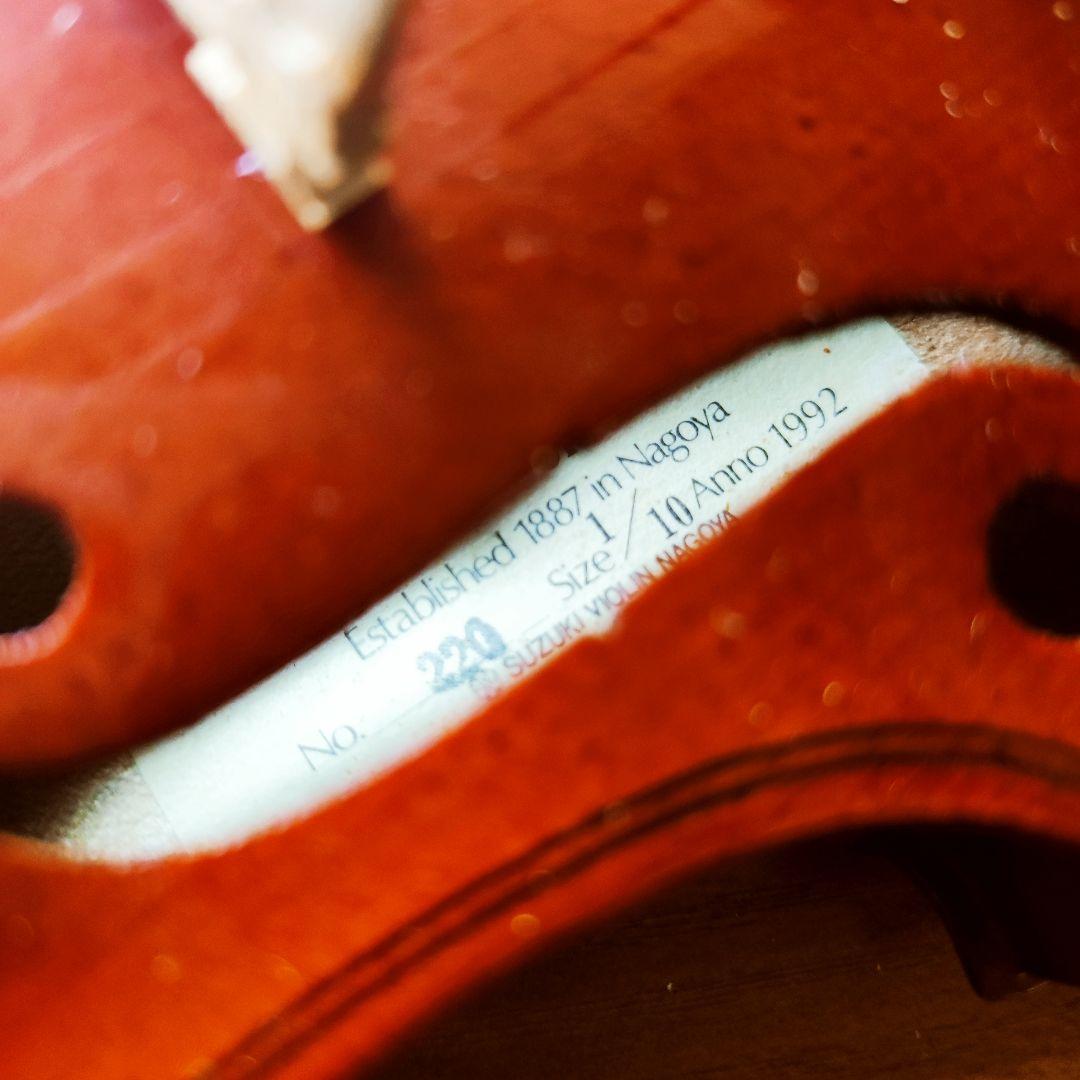 Established 1887 in Nagoya
No. 220 Size 1/10 Anno 1992
SUZUKI VIOLIN NAGOYA